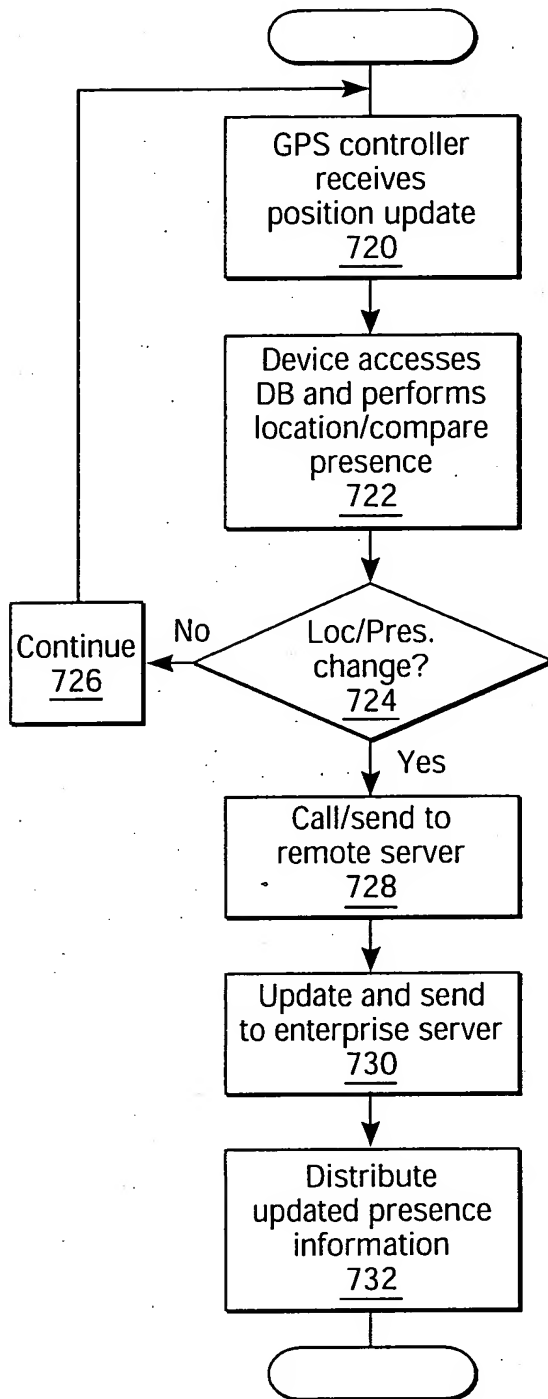 GPS controller
receives
position update
720
Device accesses
DB and performs
location/compare
presence
722
Loc/Pres.
change?
724
No
Continue
726
Yes
Call/send to
remote server
728
Update and send
to enterprise server
730
Distribute
updated presence
information
732